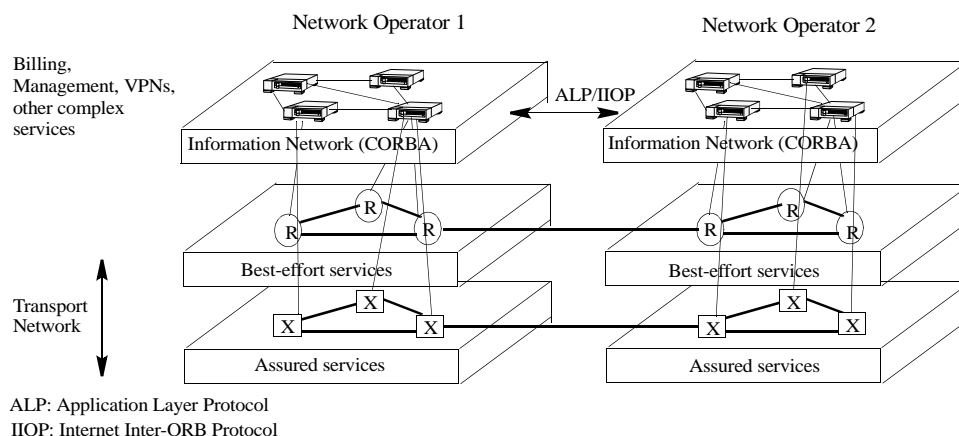 Network Operator 1
Network Operator 2
Billing,
Management, VPNs,
other complex
services
ALP/IIOP
Information Network (CORBA)
Information Network (CORBA)
R
R
R
R
R
R
Best-effort services
Best-effort services
Transport
Network
X
X
X
X
X
X
Assured services
Assured services
ALP: Application Layer Protocol
IIOP: Internet Inter-ORB Protocol